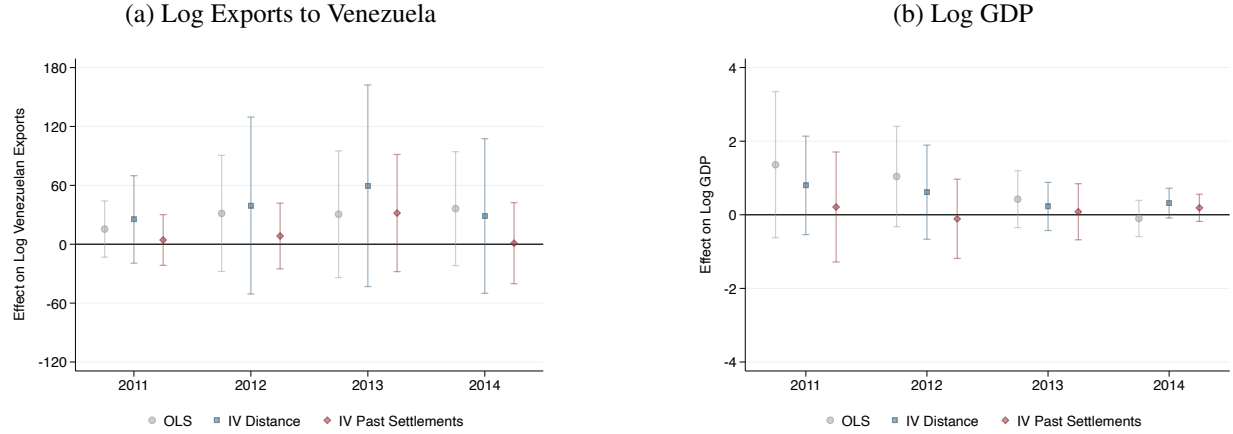 (a) Log Exports to Venezuela
Effect on Log Venezuelan Exports
180
120
60
0
-60
-120
2011 2012 2013 2014
OLS IV Distance IV Past Settlements
(b) Log GDP
Effect on Log GDP
4
2
0
-2
-4
2011 2012 2013 2014
OLS IV Distance IV Past Settlements